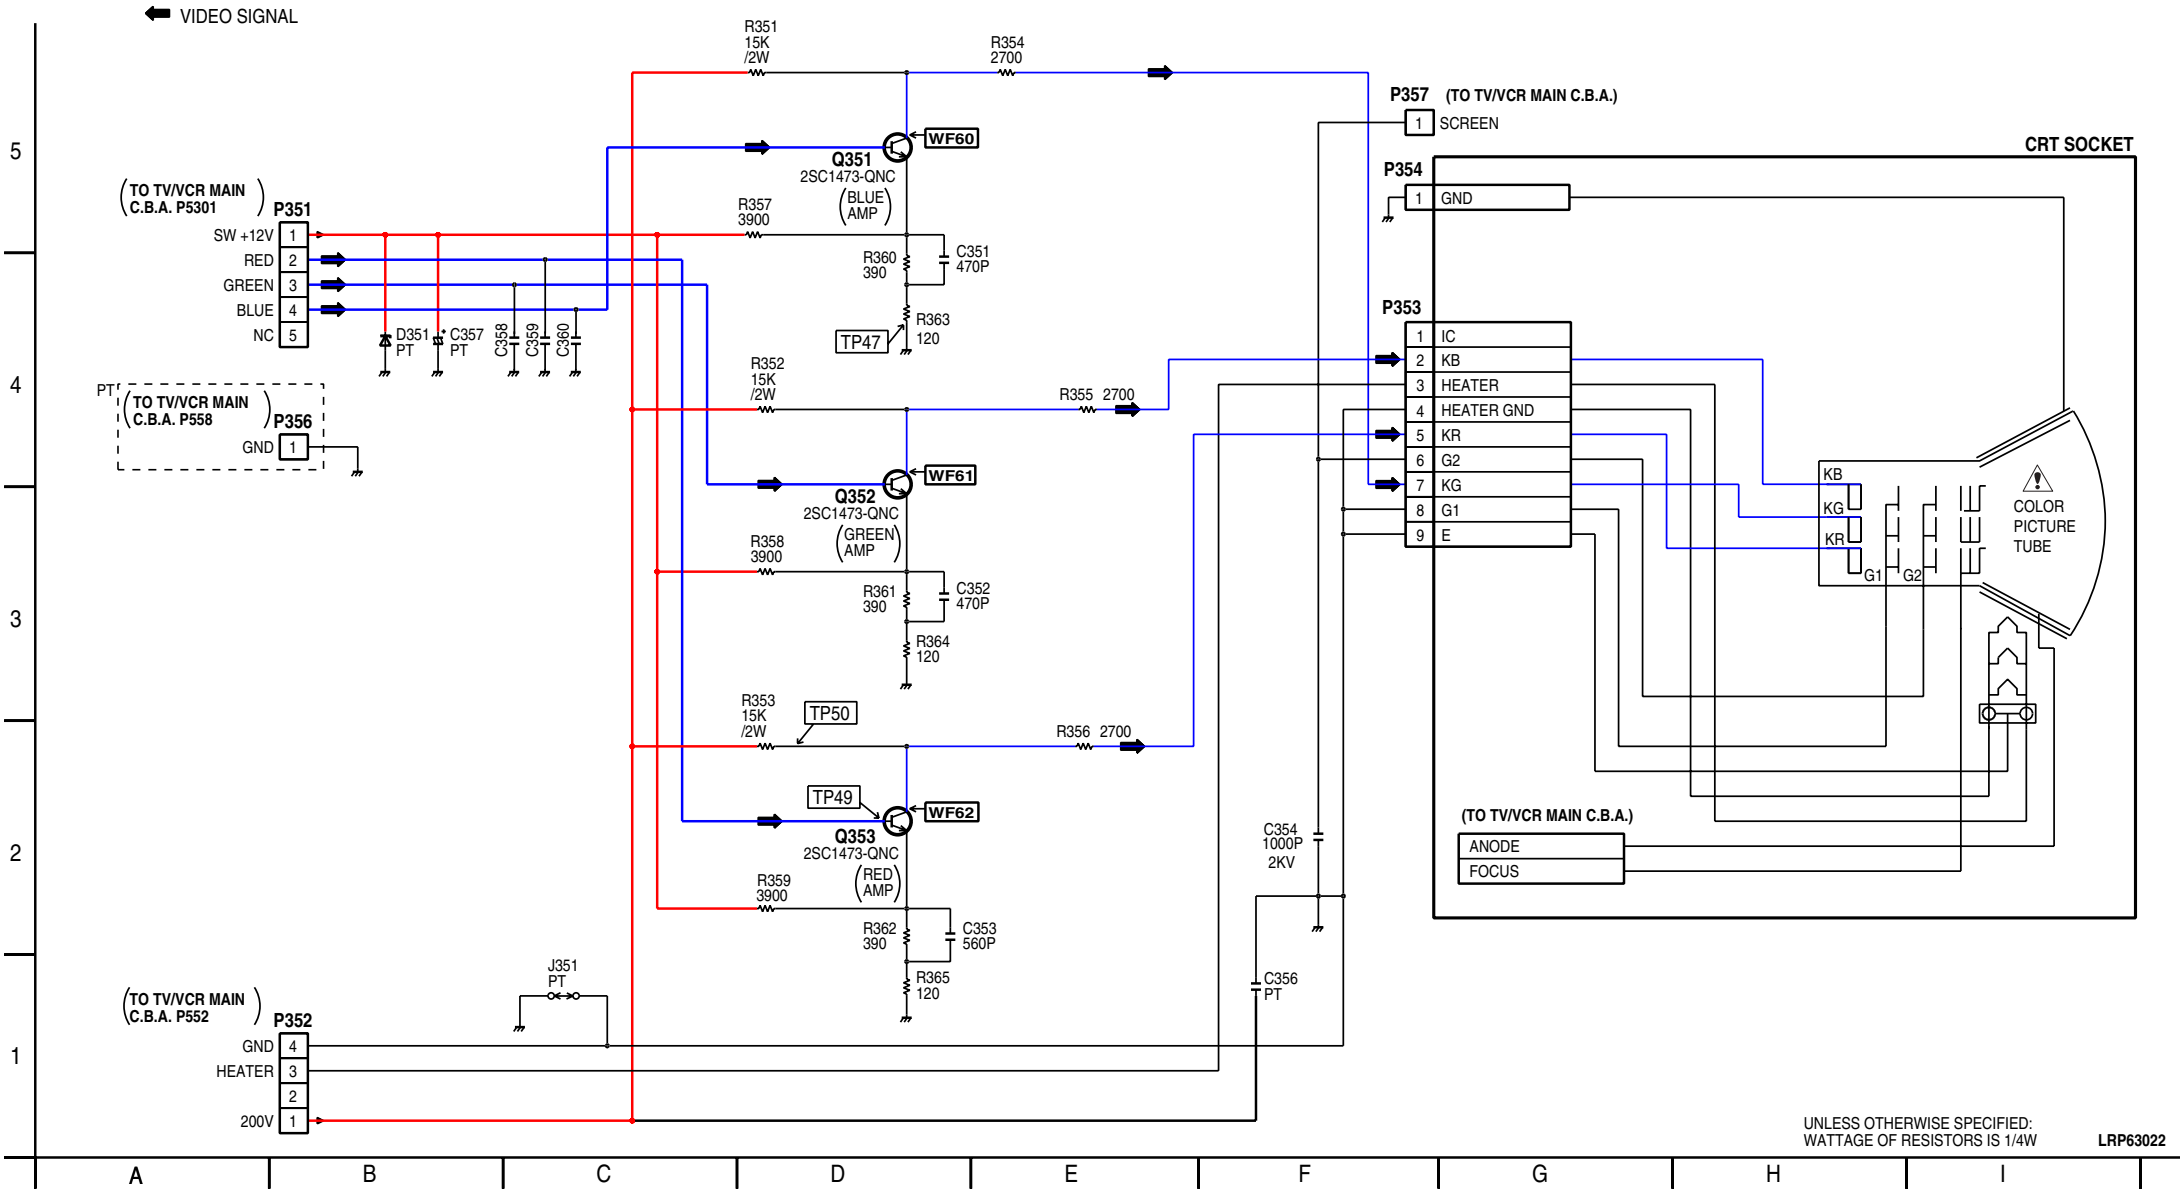 VIDEO SIGNAL
R351
15K
/2W
R354
2700
P357 (TO TV/VCR MAIN C.B.A.)
1 SCREEN
CRT SOCKET
5
WF60
Q351
2SC1473-QNC
(BLUE
AMP)
P354
1 GND
(TO TV/VCR MAIN
C.B.A. P5301)
P351
SW +12V 1
RED 2
GREEN 3
BLUE 4
NC 5
R357
3900
R360
390
C351
470P
R363
120
TP47
D351
PT
C357
PT
C358
C359
C360
P353
1 IC
2 KB
3 HEATER
4 HEATER GND
5 KR
6 G2
7 KG
8 G1
9 E
4
PT
(TO TV/VCR MAIN
C.B.A. P558)
P356
GND 1
R352
15K
/2W
R355 2700
WF61
Q352
2SC1473-QNC
(GREEN
AMP)
KB
KG
KR
G1
G2
COLOR
PICTURE
TUBE
R358
3900
R361
390
C352
470P
3
R364
120
R353
15K
/2W
TP50
R356 2700
TP49
WF62
Q353
2SC1473-QNC
(RED
AMP)
2
C354
1000P
2KV
(TO TV/VCR MAIN C.B.A.)
ANODE
FOCUS
R359
3900
R362
390
C353
560P
J351
PT
R365
120
C356
PT
(TO TV/VCR MAIN
C.B.A. P552)
P352
GND 4
HEATER 3
2
200V 1
1
UNLESS OTHERWISE SPECIFIED:
WATTAGE OF RESISTORS IS 1/4W
LRP63022
A B C D E F G H I